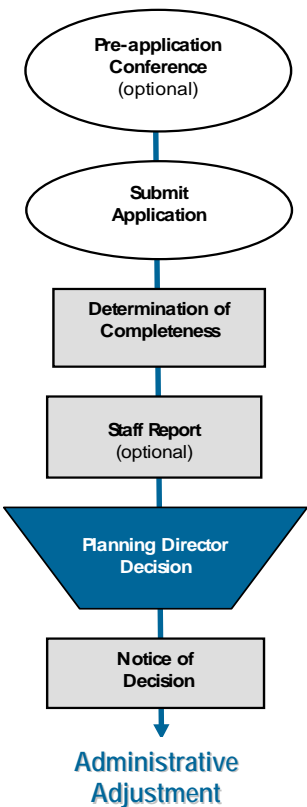 Pre-application
Conference
(optional)
Submit
Application
Determination of
Completeness
Staff Report
(optional)
Planning Director
Decision
Notice of
Decision
Administrative
Adjustment